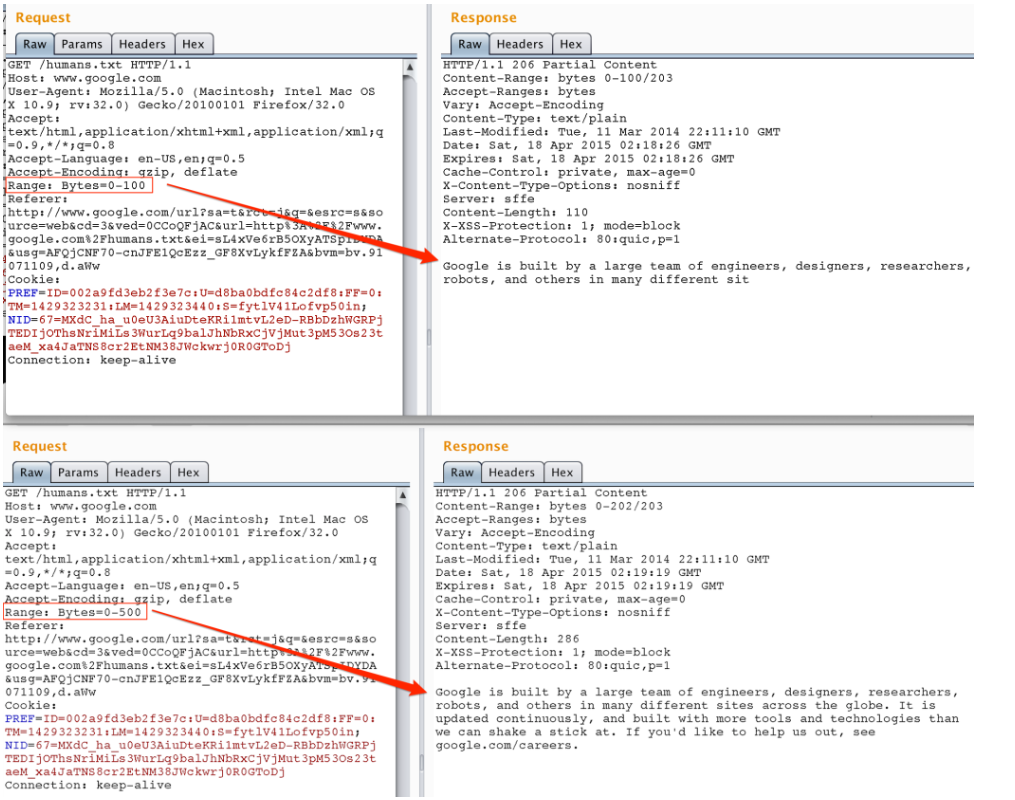 Request
Raw Params Headers Hex
GET /humans.txt HTTP/1.1
Host: www.google.com
User-Agent: Mozilla/5.0 (Macintosh; Intel Mac OS
X 10.9; rv:32.0) Gecko/20100101 Firefox/32.0
Accept:
text/html,application/xhtml+xml,application/xml;q
=0.9,*/*;q=0.8
Accept-Language: en-US,en;q=0.5
Accept-Encoding: gzip, deflate
Range: Bytes=0-100
Referer:
http://www.google.com/url?sa=t&rct=j&q=&esrc=s&so
urce=web&cd=3&ved=0CCoQFjAC&url=http%3A%2F%2Fwww.
google.com%2Fhumans.txt&ei=sL4xVe6rB5OXyATSpIDYDA
&usg=AFQjCNF70-cnJFE1QcEzz_GF8XvLykfFZA&bvm=bv.91
071109,d.aWw
Cookie:
PREF=ID=002a9fd3eb2f3e7c:U=d8ba0bdfc84c2df8:FF=0:
TM=1429323231:LM=1429323440:S=fytlV41Lofvp50in;
NID=67=MXdC_ha_u0eU3AiuDteKRi1mtvL2eD-RBbDzhWGRPj
TEDIjOThsNriMiLs3WurLq9balJhNbRxCjVjMut3pM53Os23t
aeM_xa4JaTNS8cr2EtNM38JWckwrj0R0GToDj
Connection: keep-alive
Response
Raw Headers Hex
HTTP/1.1 206 Partial Content
Content-Range: bytes 0-100/203
Accept-Ranges: bytes
Vary: Accept-Encoding
Content-Type: text/plain
Last-Modified: Tue, 11 Mar 2014 22:11:10 GMT
Date: Sat, 18 Apr 2015 02:18:26 GMT
Expires: Sat, 18 Apr 2015 02:18:26 GMT
Cache-Control: private, max-age=0
X-Content-Type-Options: nosniff
Server: sffe
Content-Length: 110
X-XSS-Protection: 1; mode=block
Alternate-Protocol: 80:quic,p=1
Google is built by a large team of engineers, designers, researchers,
robots, and others in many different sit
Request
Raw Params Headers Hex
GET /humans.txt HTTP/1.1
Host: www.google.com
User-Agent: Mozilla/5.0 (Macintosh; Intel Mac OS
X 10.9; rv:32.0) Gecko/20100101 Firefox/32.0
Accept:
text/html,application/xhtml+xml,application/xml;q
=0.9,*/*;q=0.8
Accept-Language: en-US,en;q=0.5
Accept-Encoding: gzip, deflate
Range: Bytes=0-500
Referer:
http://www.google.com/url?sa=t&rct=j&q=&esrc=s&so
urce=web&cd=3&ved=0CCoQFjAC&url=http%3A%2F%2Fwww.
google.com%2Fhumans.txt&ei=sL4xVe6rB5OXyATSpIDYDA
&usg=AFQjCNF70-cnJFE1QcEzz_GF8XvLykfFZA&bvm=bv.91
071109,d.aWw
Cookie:
PREF=ID=002a9fd3eb2f3e7c:U=d8ba0bdfc84c2df8:FF=0:
TM=1429323231:LM=1429323440:S=fytlV41Lofvp50in;
NID=67=MXdC_ha_u0eU3AiuDteKRi1mtvL2eD-RBbDzhWGRPj
TEDIjOThsNriMiLs3WurLq9balJhNbRxCjVjMut3pM53Os23t
aeM_xa4JaTNS8cr2EtNM38JWckwrj0R0GToDj
Connection: keep-alive
Response
Raw Headers Hex
HTTP/1.1 206 Partial Content
Content-Range: bytes 0-202/203
Accept-Ranges: bytes
Vary: Accept-Encoding
Content-Type: text/plain
Last-Modified: Tue, 11 Mar 2014 22:11:10 GMT
Date: Sat, 18 Apr 2015 02:19:19 GMT
Expires: Sat, 18 Apr 2015 02:19:19 GMT
Cache-Control: private, max-age=0
X-Content-Type-Options: nosniff
Server: sffe
Content-Length: 286
X-XSS-Protection: 1; mode=block
Alternate-Protocol: 80:quic,p=1
Google is built by a large team of engineers, designers, researchers,
robots, and others in many different sites across the globe. It is
updated continuously, and built with more tools and technologies than
we can shake a stick at. If you'd like to help us out, see
google.com/careers.